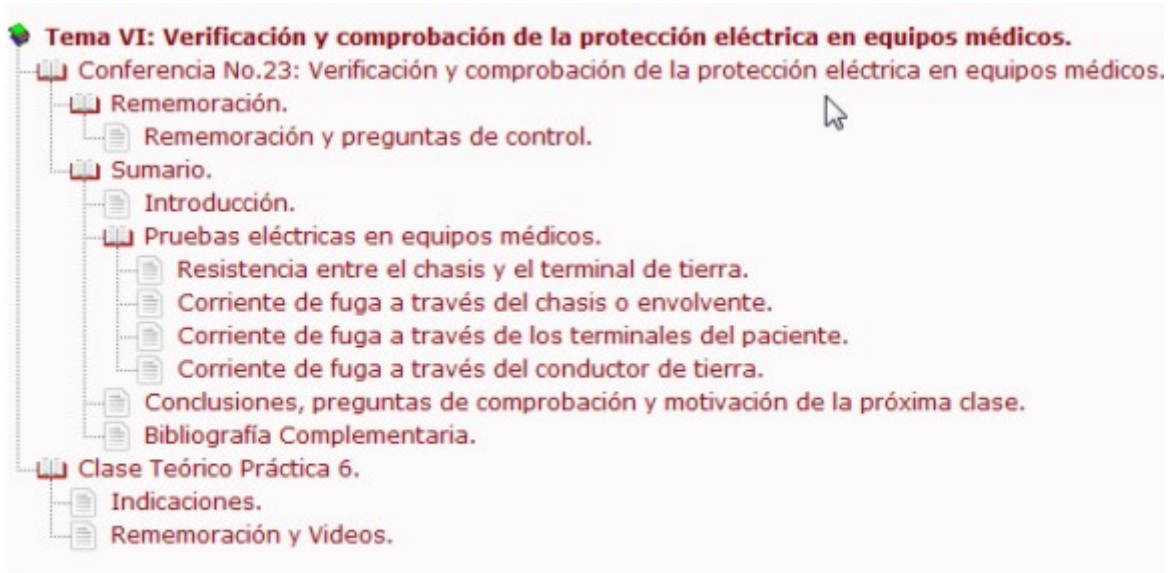 Tema VI: Verificación y comprobación de la protección eléctrica en equipos médicos.
Conferencia No.23: Verificación y comprobación de la protección eléctrica en equipos médicos.
Rememoración.
Rememoración y preguntas de control.
Sumario.
Introducción.
Pruebas eléctricas en equipos médicos.
Resistencia entre el chasis y el terminal de tierra.
Corriente de fuga a través del chasis o envolvente.
Corriente de fuga a través de los terminales del paciente.
Corriente de fuga a través del conductor de tierra.
Conclusiones, preguntas de comprobación y motivación de la próxima clase.
Bibliografía Complementaria.
Clase Teórico Práctica 6.
Indicaciones.
Rememoración y Videos.